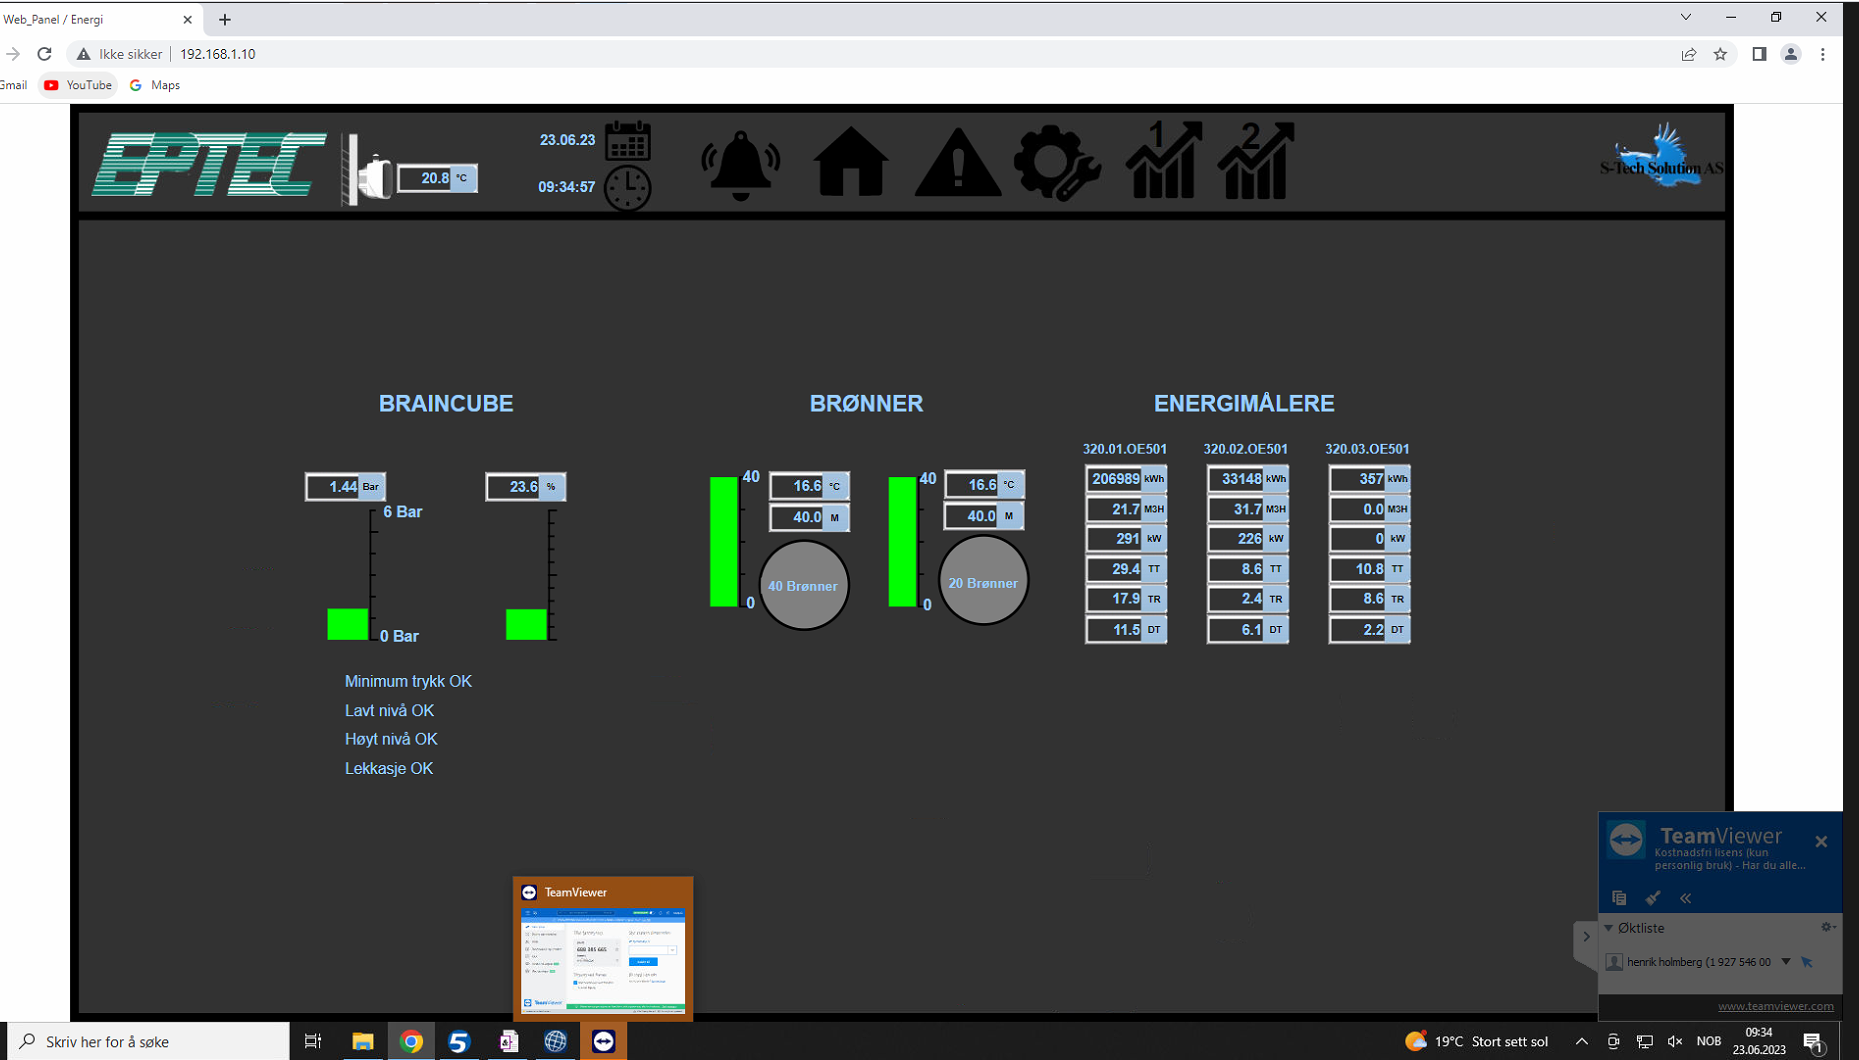 Web_Panel / Energi
Ikke sikker
192.168.1.10
Gmail
YouTube
Maps
EPTEC
20.8 °C
23.06.23
09:34:57
1
2
S-Tech Solution AS
BRAINCUBE
BRØNNER
ENERGIMÅLERE
320.01.OE501
320.02.OE501
320.03.OE501
1.44 Bar
23.6 %
6 Bar
0 Bar
40
16.6 °C
40.0 M
40 Brønner
0
40
16.6 °C
40.0 M
20 Brønner
0
206989 kWh
33148 kWh
357 kWh
21.7 M3H
31.7 M3H
0.0 M3H
291 kW
226 kW
0 kW
29.4 TT
8.6 TT
10.8 TT
17.9 TR
2.4 TR
8.6 TR
11.5 DT
6.1 DT
2.2 DT
Minimum trykk OK
Lavt nivå OK
Høyt nivå OK
Lekkasje OK
TeamViewer
TeamViewer
Kostnadsfri lisens (kun
personlig bruk) - Har du alle...
Øktliste
henrik holmberg (1 927 546 00
www.teamviewer.com
Skriv her for å søke
5
19°C Stort sett sol
NOB
09:34
23.06.2023
1